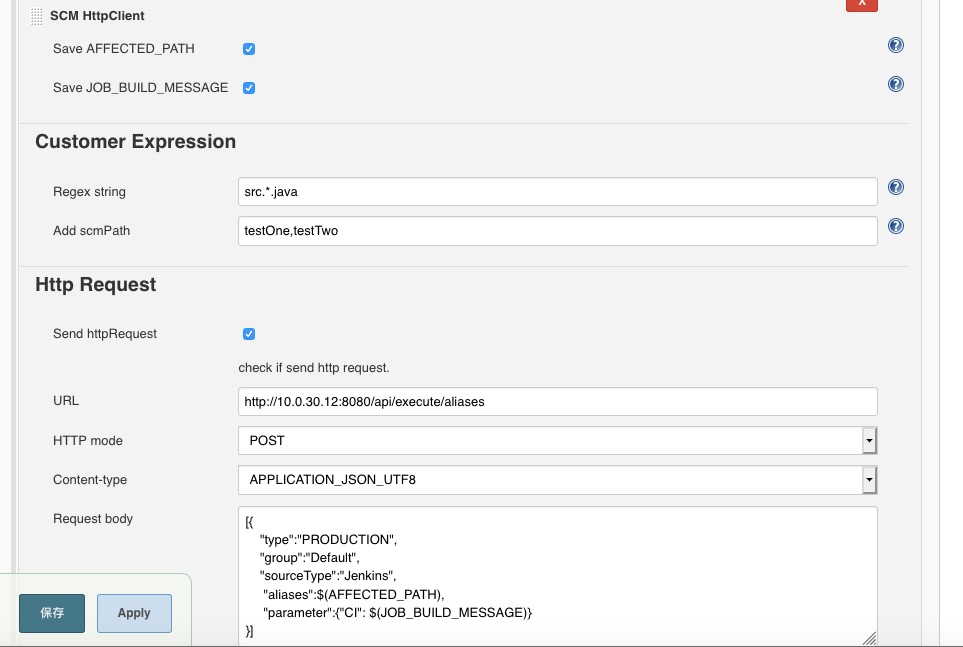 SCM HttpClient
X
Save AFFECTED_PATH
Save JOB_BUILD_MESSAGE
Customer Expression
Regex string
src.*.java
Add scmPath
testOne,testTwo
Http Request
Send httpRequest
check if send http request.
URL
http://10.0.30.12:8080/api/execute/aliases
HTTP mode
POST
Content-type
APPLICATION_JSON_UTF8
Request body
[{
"type":"PRODUCTION",
"group":"Default",
"sourceType":"Jenkins",
"aliases":$(AFFECTED_PATH),
"parameter":{"CI": $(JOB_BUILD_MESSAGE)}
}]
保存
Apply